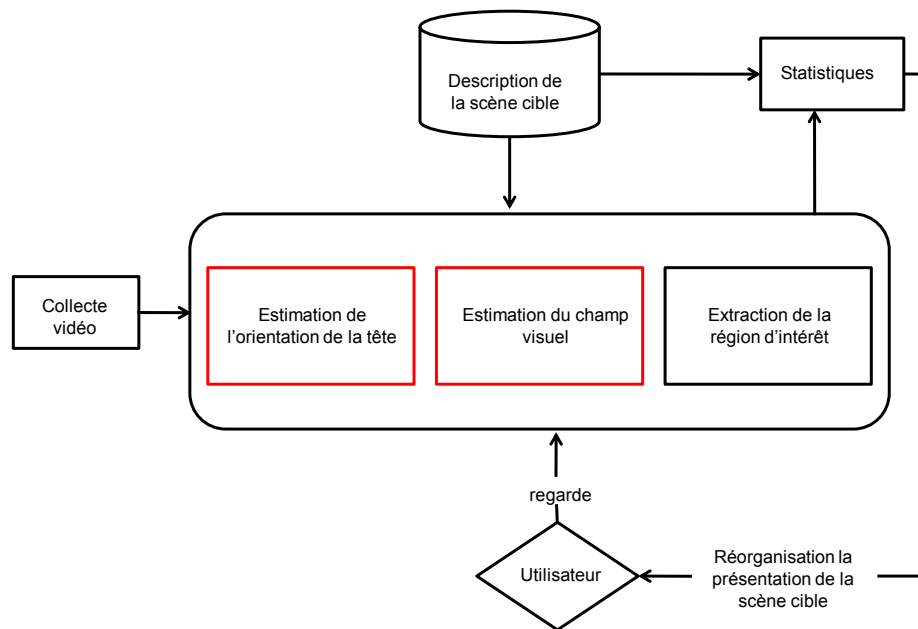 Description de
la scène cible
Statistiques
Collecte
vidéo
Estimation de
l’orientation de la tête
Estimation du champ
visuel
Extraction de la
région d’intérêt
regarde
Utilisateur
Réorganisation la
présentation de la
scène cible